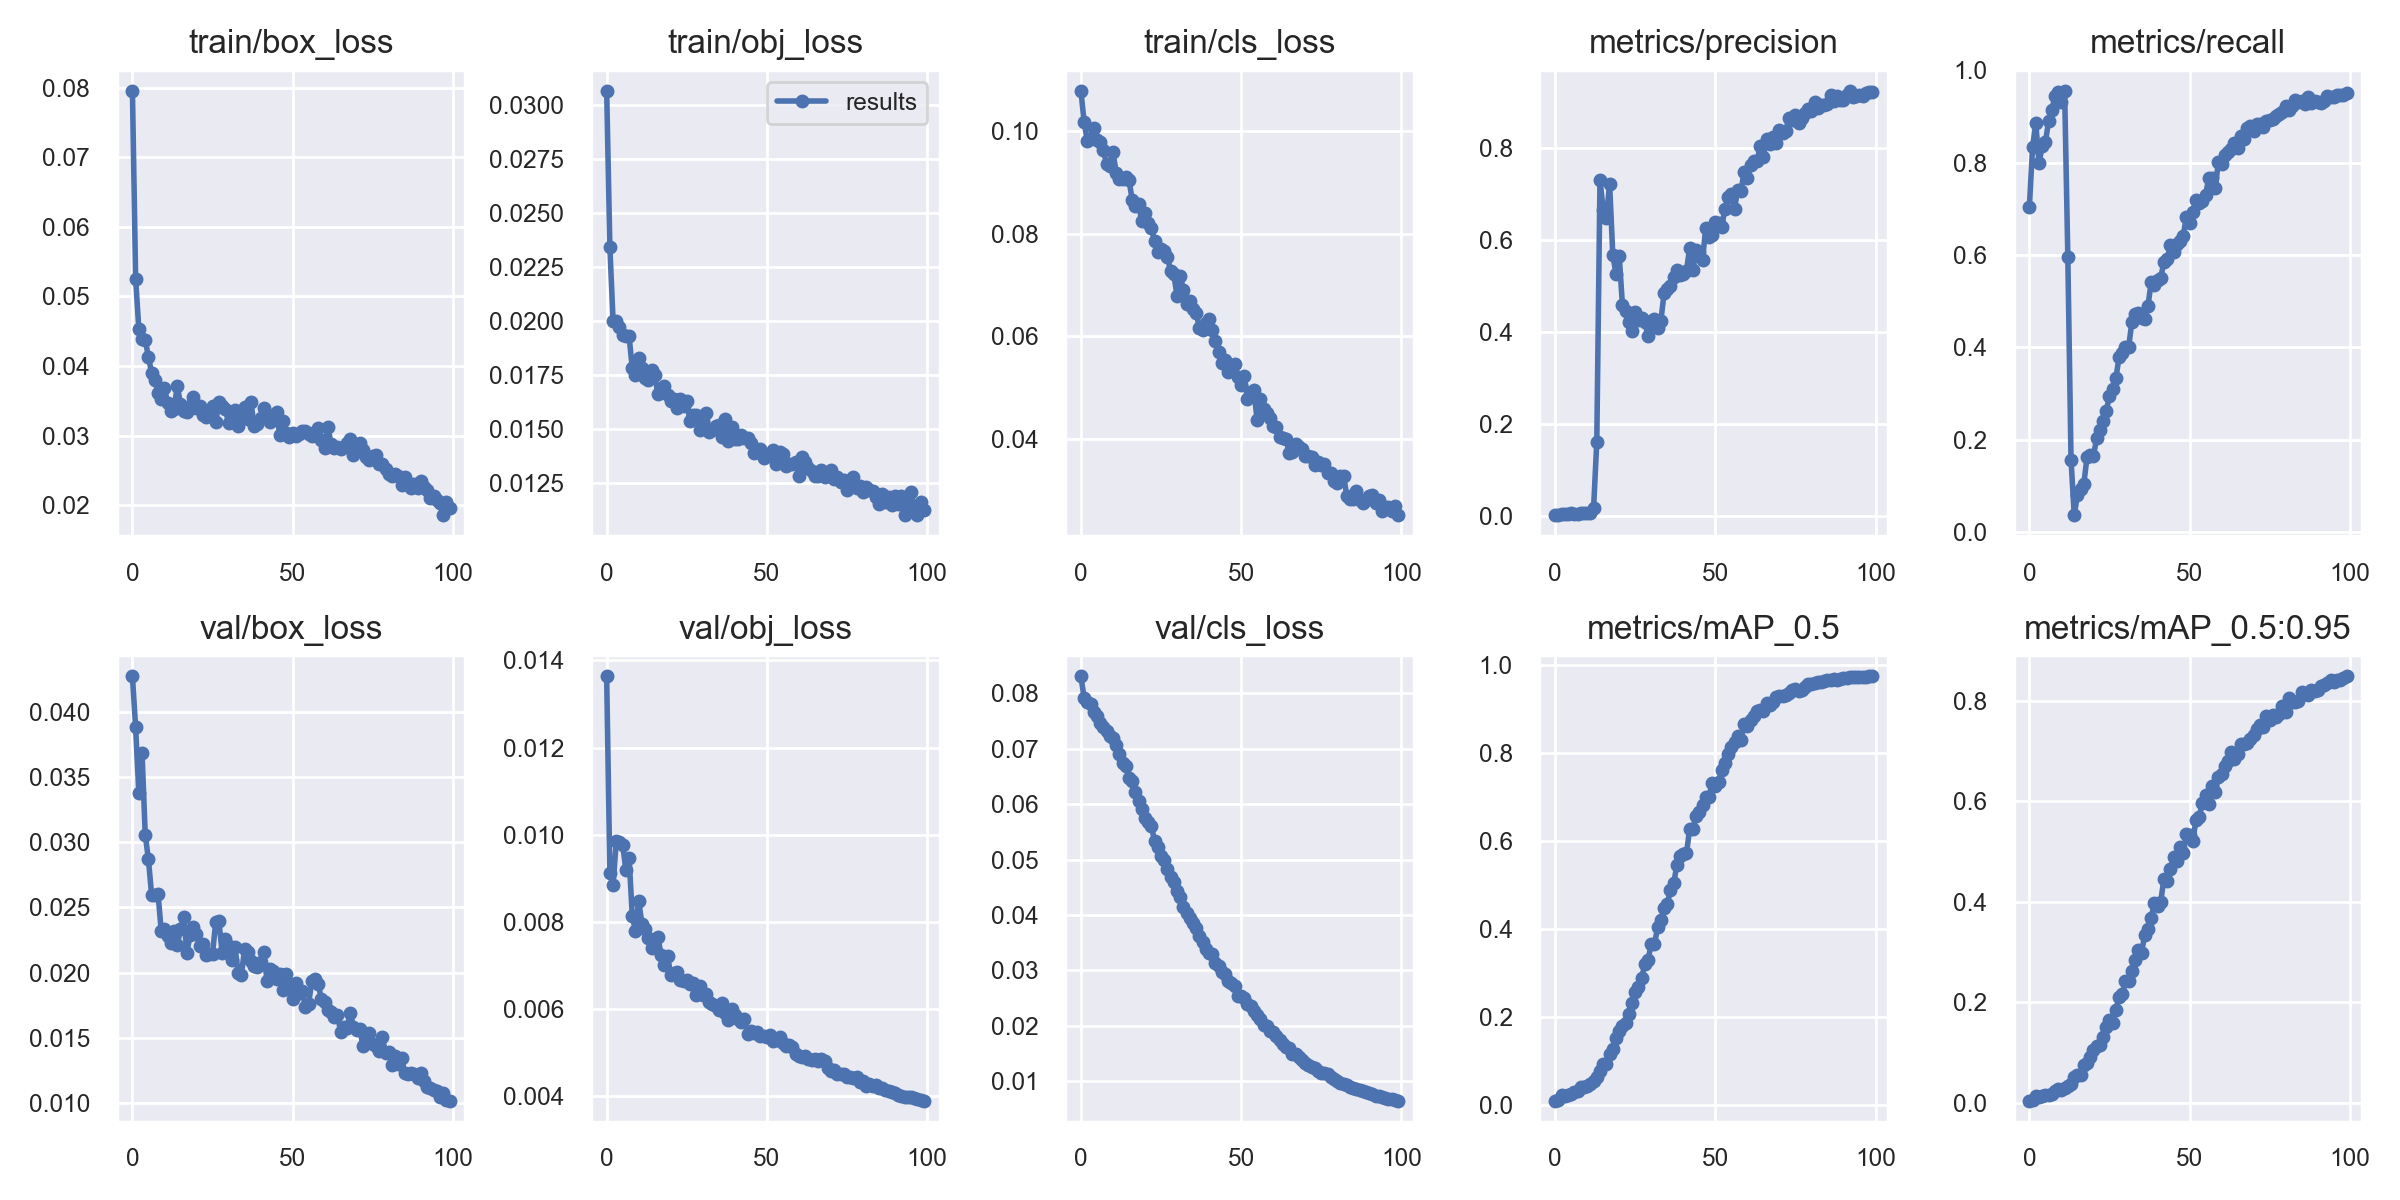 train/box_loss
0.08
0.07
0.06
0.05
0.04
0.03
0.02
0 50 100
train/obj_loss
results
0.0300
0.0275
0.0250
0.0225
0.0200
0.0175
0.0150
0.0125
0 50 100
train/cls_loss
0.10
0.08
0.06
0.04
0 50 100
metrics/precision
0.8
0.6
0.4
0.2
0.0
0 50 100
metrics/recall
1.0
0.8
0.6
0.4
0.2
0.0
0 50 100
val/box_loss
0.040
0.035
0.030
0.025
0.020
0.015
0.010
0 50 100
val/obj_loss
0.014
0.012
0.010
0.008
0.006
0.004
0 50 100
val/cls_loss
0.08
0.07
0.06
0.05
0.04
0.03
0.02
0.01
0 50 100
metrics/mAP_0.5
1.0
0.8
0.6
0.4
0.2
0.0
0 50 100
metrics/mAP_0.5:0.95
0.8
0.6
0.4
0.2
0.0
0 50 100